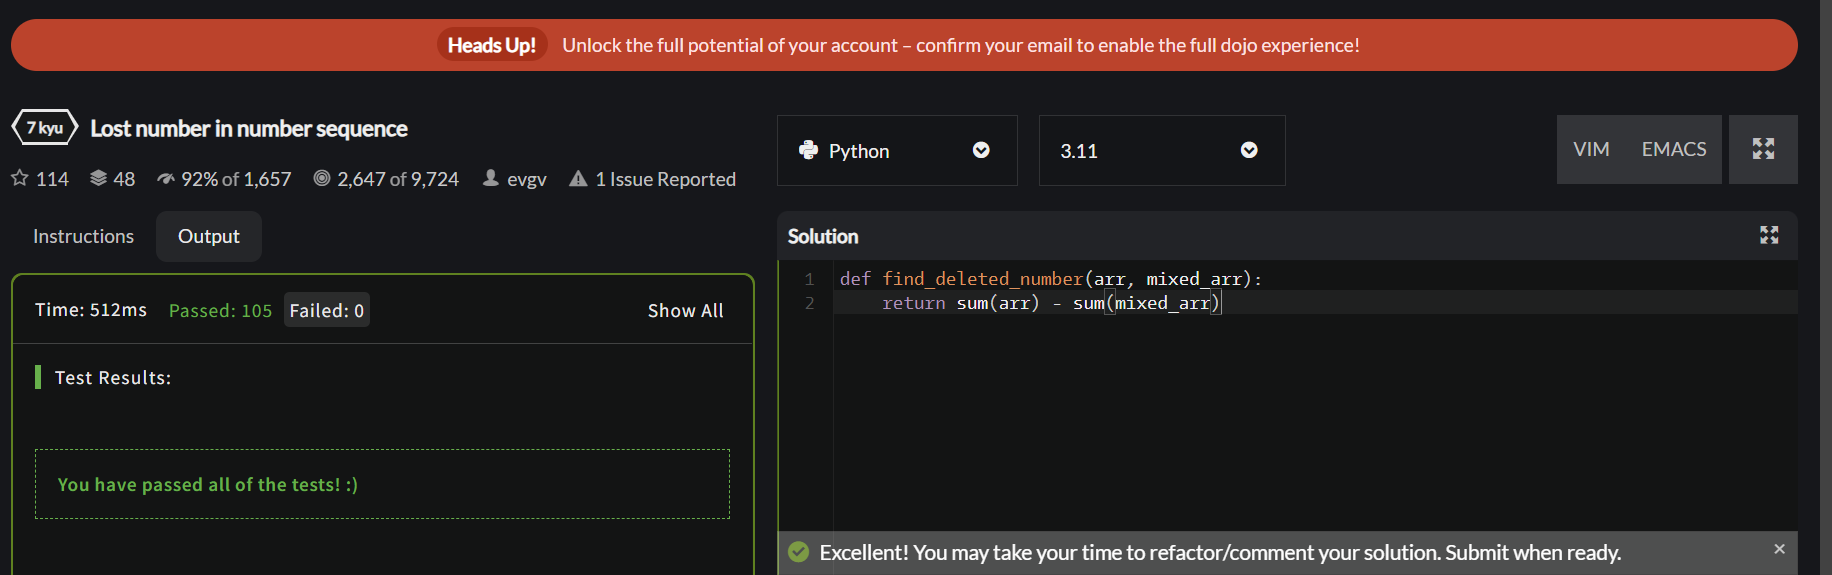 Heads Up! Unlock the full potential of your account – confirm your email to enable the full dojo experience!
7 kyu Lost number in number sequence
114 48 92% of 1,657 2,647 of 9,724 evgv 1 Issue Reported
Python 3.11 VIM EMACS
Instructions Output
Time: 512ms Passed: 105 Failed: 0 Show All
Test Results:
You have passed all of the tests! :)
Solution
1 def find_deleted_number(arr, mixed_arr):
2     return sum(arr) - sum(mixed_arr)
Excellent! You may take your time to refactor/comment your solution. Submit when ready. ×